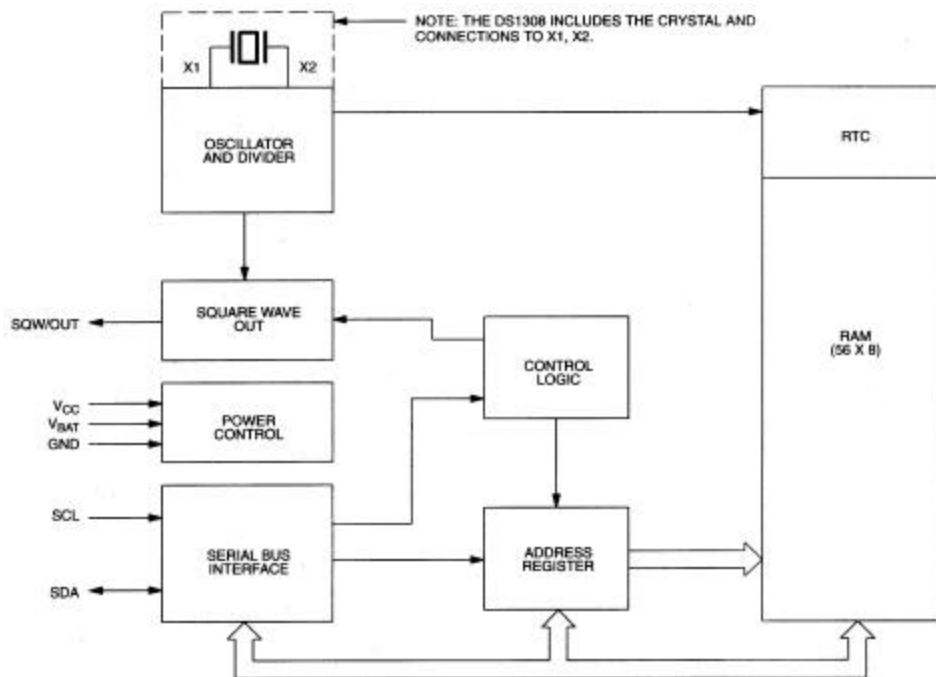 NOTE: THE DS1308 INCLUDES THE CRYSTAL AND
CONNECTIONS TO X1, X2.
X1
X2
OSCILLATOR
AND DIVIDER
RTC
SQW/OUT
SQUARE WAVE
OUT
CONTROL
LOGIC
RAM
(56 X 8)
VCC
VBAT
GND
POWER
CONTROL
SCL
SDA
SERIAL BUS
INTERFACE
ADDRESS
REGISTER